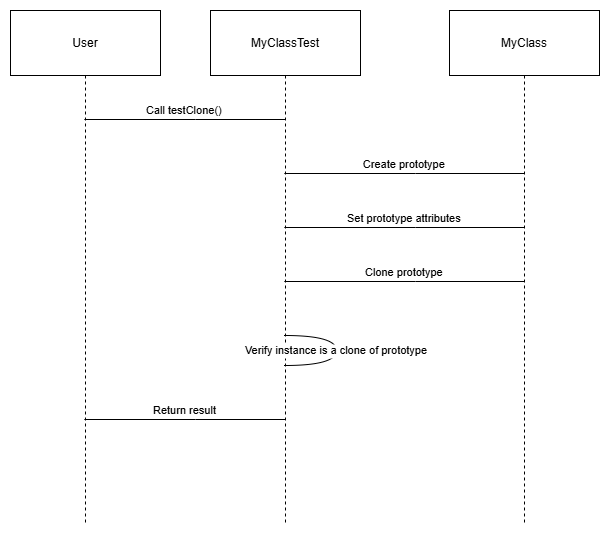 User
MyClassTest
MyClass
Call testClone()
Create prototype
Set prototype attributes
Clone prototype
Verify instance is a clone of prototype
Return result